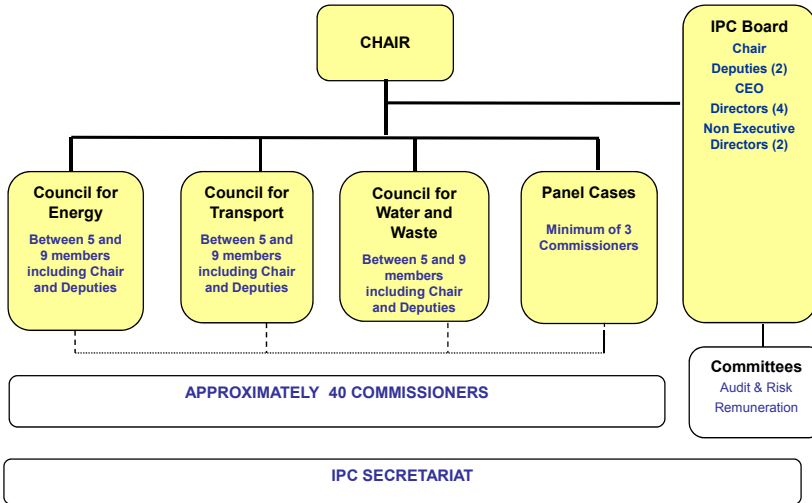 CHAIR
IPC Board
Chair
Deputies (2)
CEO
Directors (4)
Non Executive
Directors (2)
Council for
Energy
Between 5 and
9 members
including Chair
and Deputies
Council for
Transport
Between 5 and
9 members
including Chair
and Deputies
Council for
Water and
Waste
Between 5 and 9
members
including Chair
and Deputies
Panel Cases
Minimum of 3
Commissioners
Committees
Audit & Risk
Remuneration
APPROXIMATELY 40 COMMISSIONERS
IPC SECRETARIAT